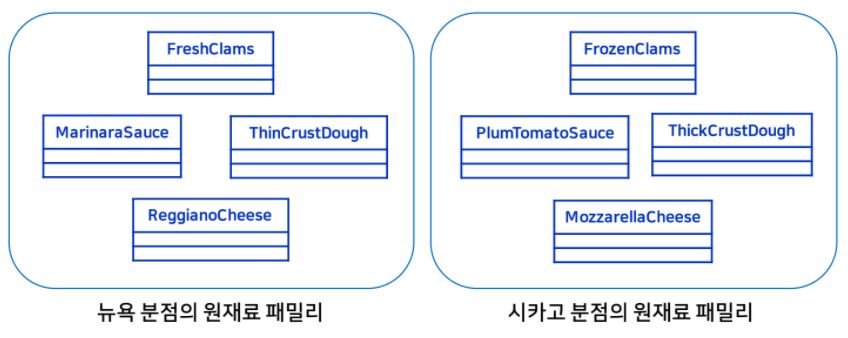 FreshClams
MarinaraSauce
ThinCrustDough
ReggianoCheese
뉴욕 분점의 원재료 패밀리
FrozenClams
PlumTomatoSauce
ThickCrustDough
MozzarellaCheese
시카고 분점의 원재료 패밀리